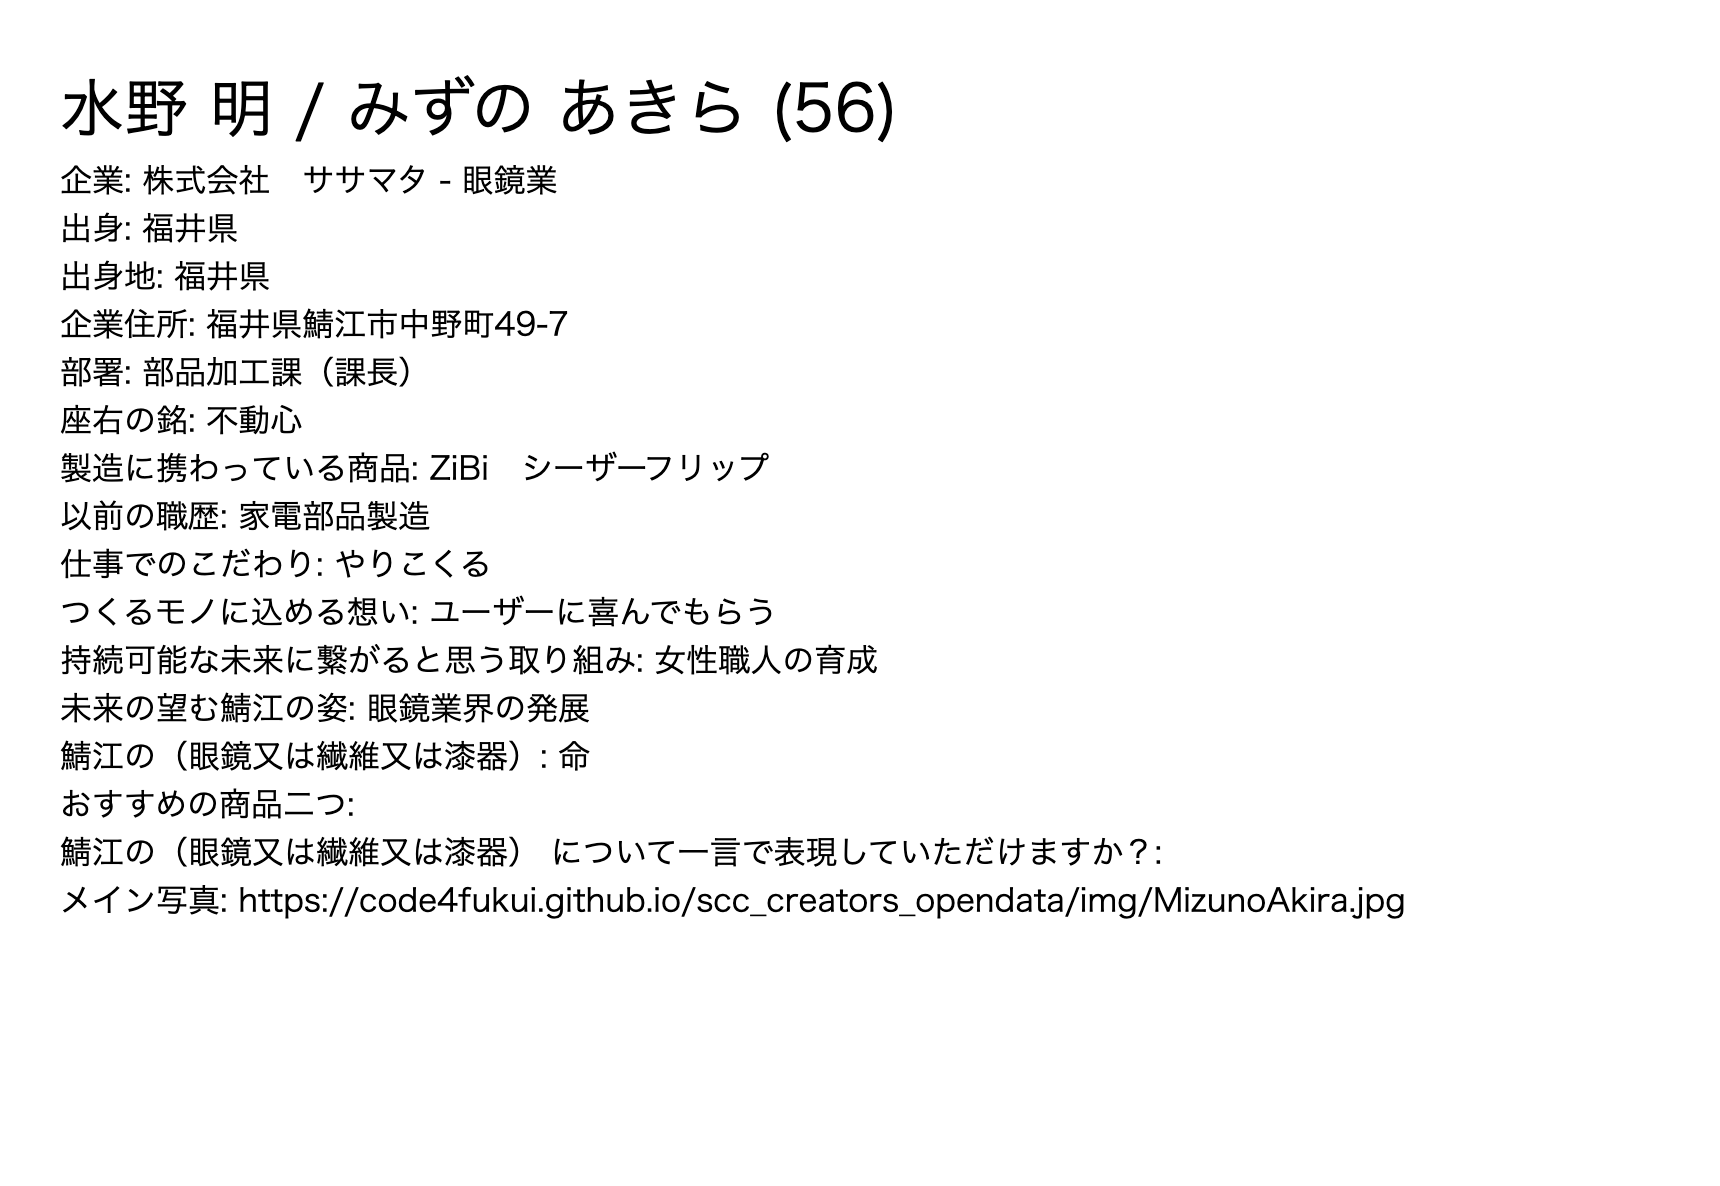 水野 明 / みずの あきら (56)
企業: 株式会社　ササマタ - 眼鏡業
出身: 福井県
出身地: 福井県
企業住所: 福井県鯖江市中野町49-7
部署: 部品加工課（課長）
座右の銘: 不動心
製造に携わっている商品: ZiBi　シーザーフリップ
以前の職歴: 家電部品製造
仕事でのこだわり: やりこくる
つくるモノに込める想い: ユーザーに喜んでもらう
持続可能な未来に繋がると思う取り組み: 女性職人の育成
未来の望む鯖江の姿: 眼鏡業界の発展
鯖江の（眼鏡又は繊維又は漆器）: 命
おすすめの商品二つ:
鯖江の（眼鏡又は繊維又は漆器） について一言で表現していただけますか？:
メイン写真: https://code4fukui.github.io/scc_creators_opendata/img/MizunoAkira.jpg